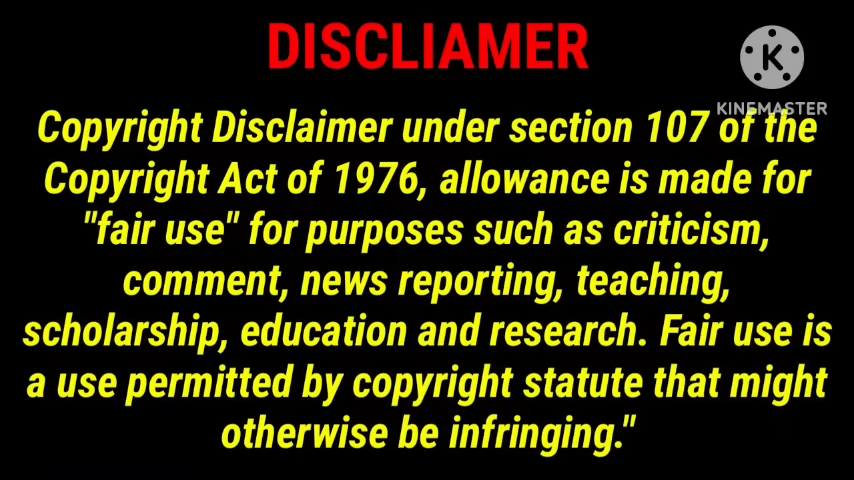 DISCLIAMER
K
KINEMASTER
Copyright Disclaimer under section 107 of the
Copyright Act of 1976, allowance is made for
"fair use" for purposes such as criticism,
comment, news reporting, teaching,
scholarship, education and research. Fair use is
a use permitted by copyright statute that might
otherwise be infringing."